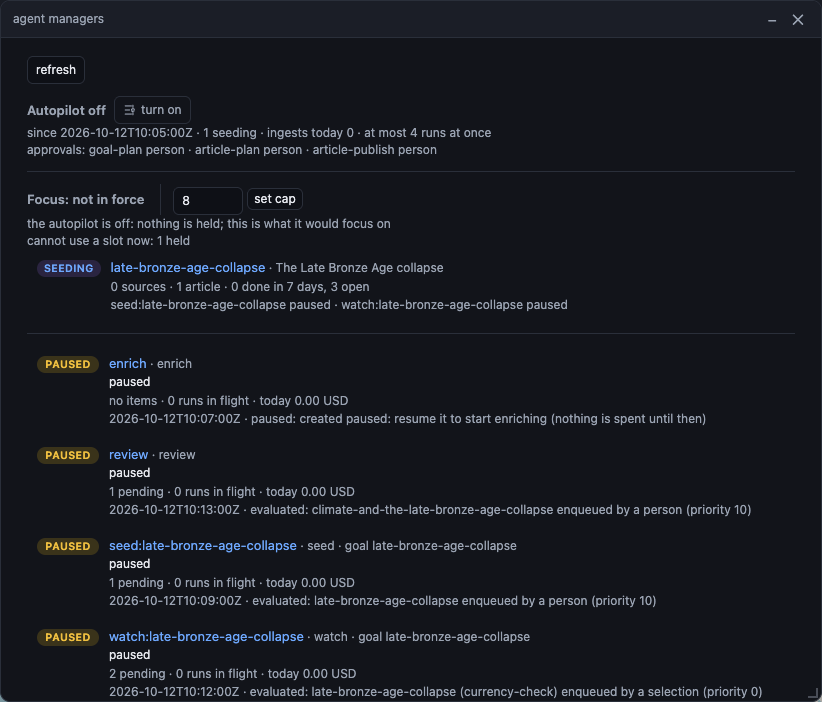 agent managers
refresh
Autopilot off turn on
since 2026-10-12T10:05:00Z · 1 seeding · ingests today 0 · at most 4 runs at once
approvals: goal-plan person · article-plan person · article-publish person
Focus: not in force 8 set cap
the autopilot is off: nothing is held; this is what it would focus on
cannot use a slot now: 1 held
SEEDING late-bronze-age-collapse · The Late Bronze Age collapse
0 sources · 1 article · 0 done in 7 days, 3 open
seed:late-bronze-age-collapse paused · watch:late-bronze-age-collapse paused
PAUSED enrich · enrich
paused
no items · 0 runs in flight · today 0.00 USD
2026-10-12T10:07:00Z · paused: created paused: resume it to start enriching (nothing is spent until then)
PAUSED review · review
paused
1 pending · 0 runs in flight · today 0.00 USD
2026-10-12T10:13:00Z · evaluated: climate-and-the-late-bronze-age-collapse enqueued by a person (priority 10)
PAUSED seed:late-bronze-age-collapse · seed · goal late-bronze-age-collapse
paused
1 pending · 0 runs in flight · today 0.00 USD
2026-10-12T10:09:00Z · evaluated: late-bronze-age-collapse enqueued by a person (priority 10)
PAUSED watch:late-bronze-age-collapse · watch · goal late-bronze-age-collapse
paused
2 pending · 0 runs in flight · today 0.00 USD
2026-10-12T10:12:00Z · evaluated: late-bronze-age-collapse (currency-check) enqueued by a selection (priority 0)